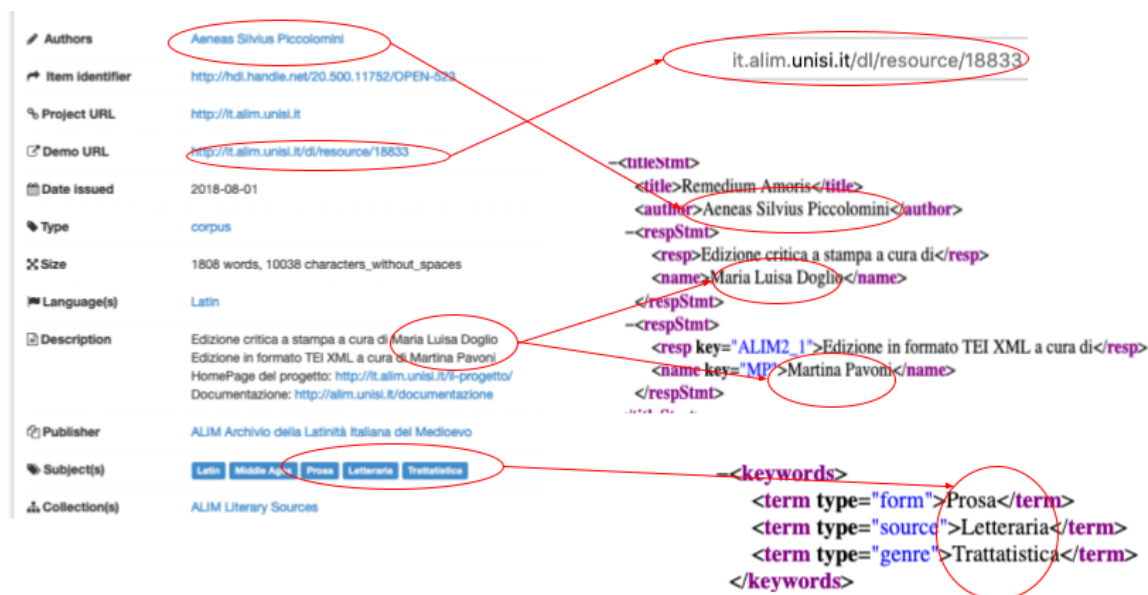 Authors Aeneas Silvius Piccolomini
Item identifier http://hdl.handle.net/20.500.11752/OPEN-523
Project URL http://it.alim.unisi.it
Demo URL http://it.alim.unisi.it/dl/resource/18833
Date issued 2018-08-01
Type corpus
Size 1808 words, 10038 characters_without_spaces
Language(s) Latin
Description Edizione critica a stampa a cura di Maria Luisa Doglio
Edizione in formato TEI XML a cura di Martina Pavoni
HomePage del progetto: http://it.alim.unisi.it/il-progetto/
Documentazione: http://alim.unisi.it/documentazione
Publisher ALIM Archivio della Latinità Italiana del Medioevo
Subject(s) Latin Middle Ages Prosa Letteraria Trattatistica
Collection(s) ALIM Literary Sources
it.alim.unisi.it/dl/resource/18833
–<titleStmt>
<title>Remedium Amoris</title>
<author>Aeneas Silvius Piccolomini</author>
–<respStmt>
<resp>Edizione critica a stampa a cura di</resp>
<name>Maria Luisa Doglio</name>
</respStmt>
–<respStmt>
<resp key="ALIM2_1">Edizione in formato TEI XML a cura di</resp>
<name key="MP">Martina Pavoni</name>
</respStmt>
–<keywords>
<term type="form">Prosa</term>
<term type="source">Letteraria</term>
<term type="genre">Trattatistica</term>
</keywords>